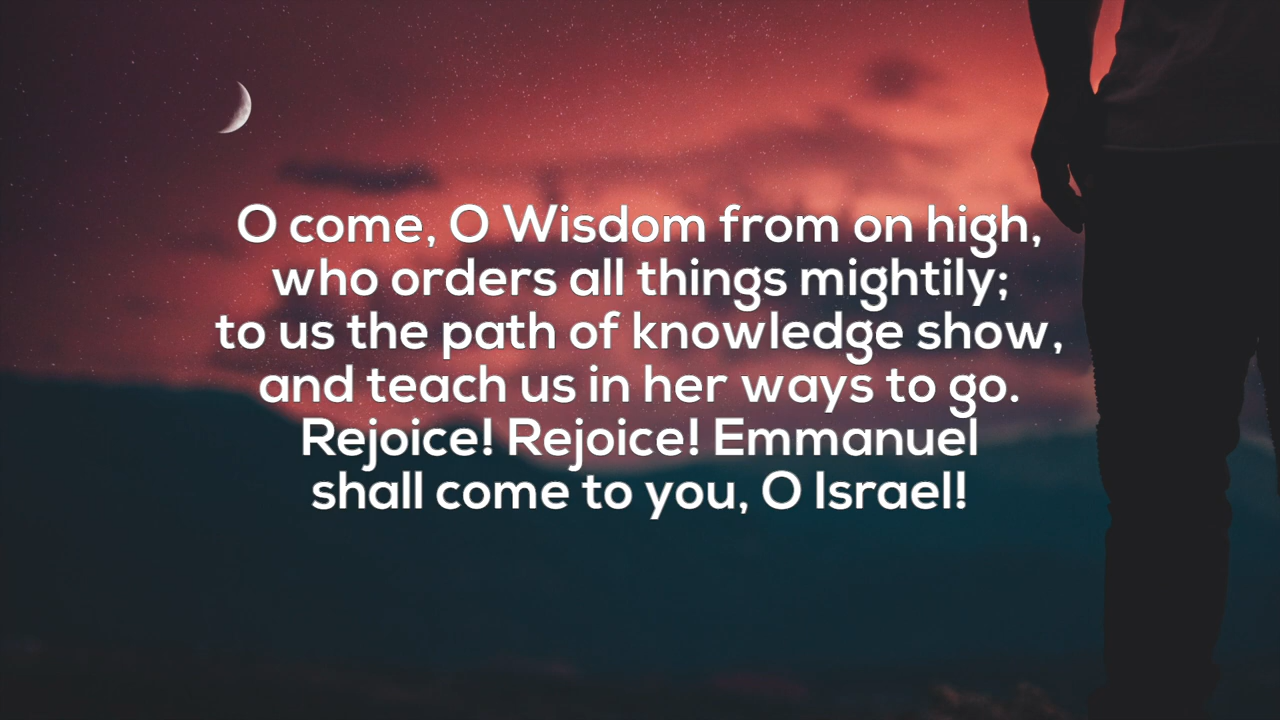 O come, O Wisdom from on high,
who orders all things mightily;
to us the path of knowledge show,
and teach us in her ways to go.
Rejoice! Rejoice! Emmanuel
shall come to you, O Israel!